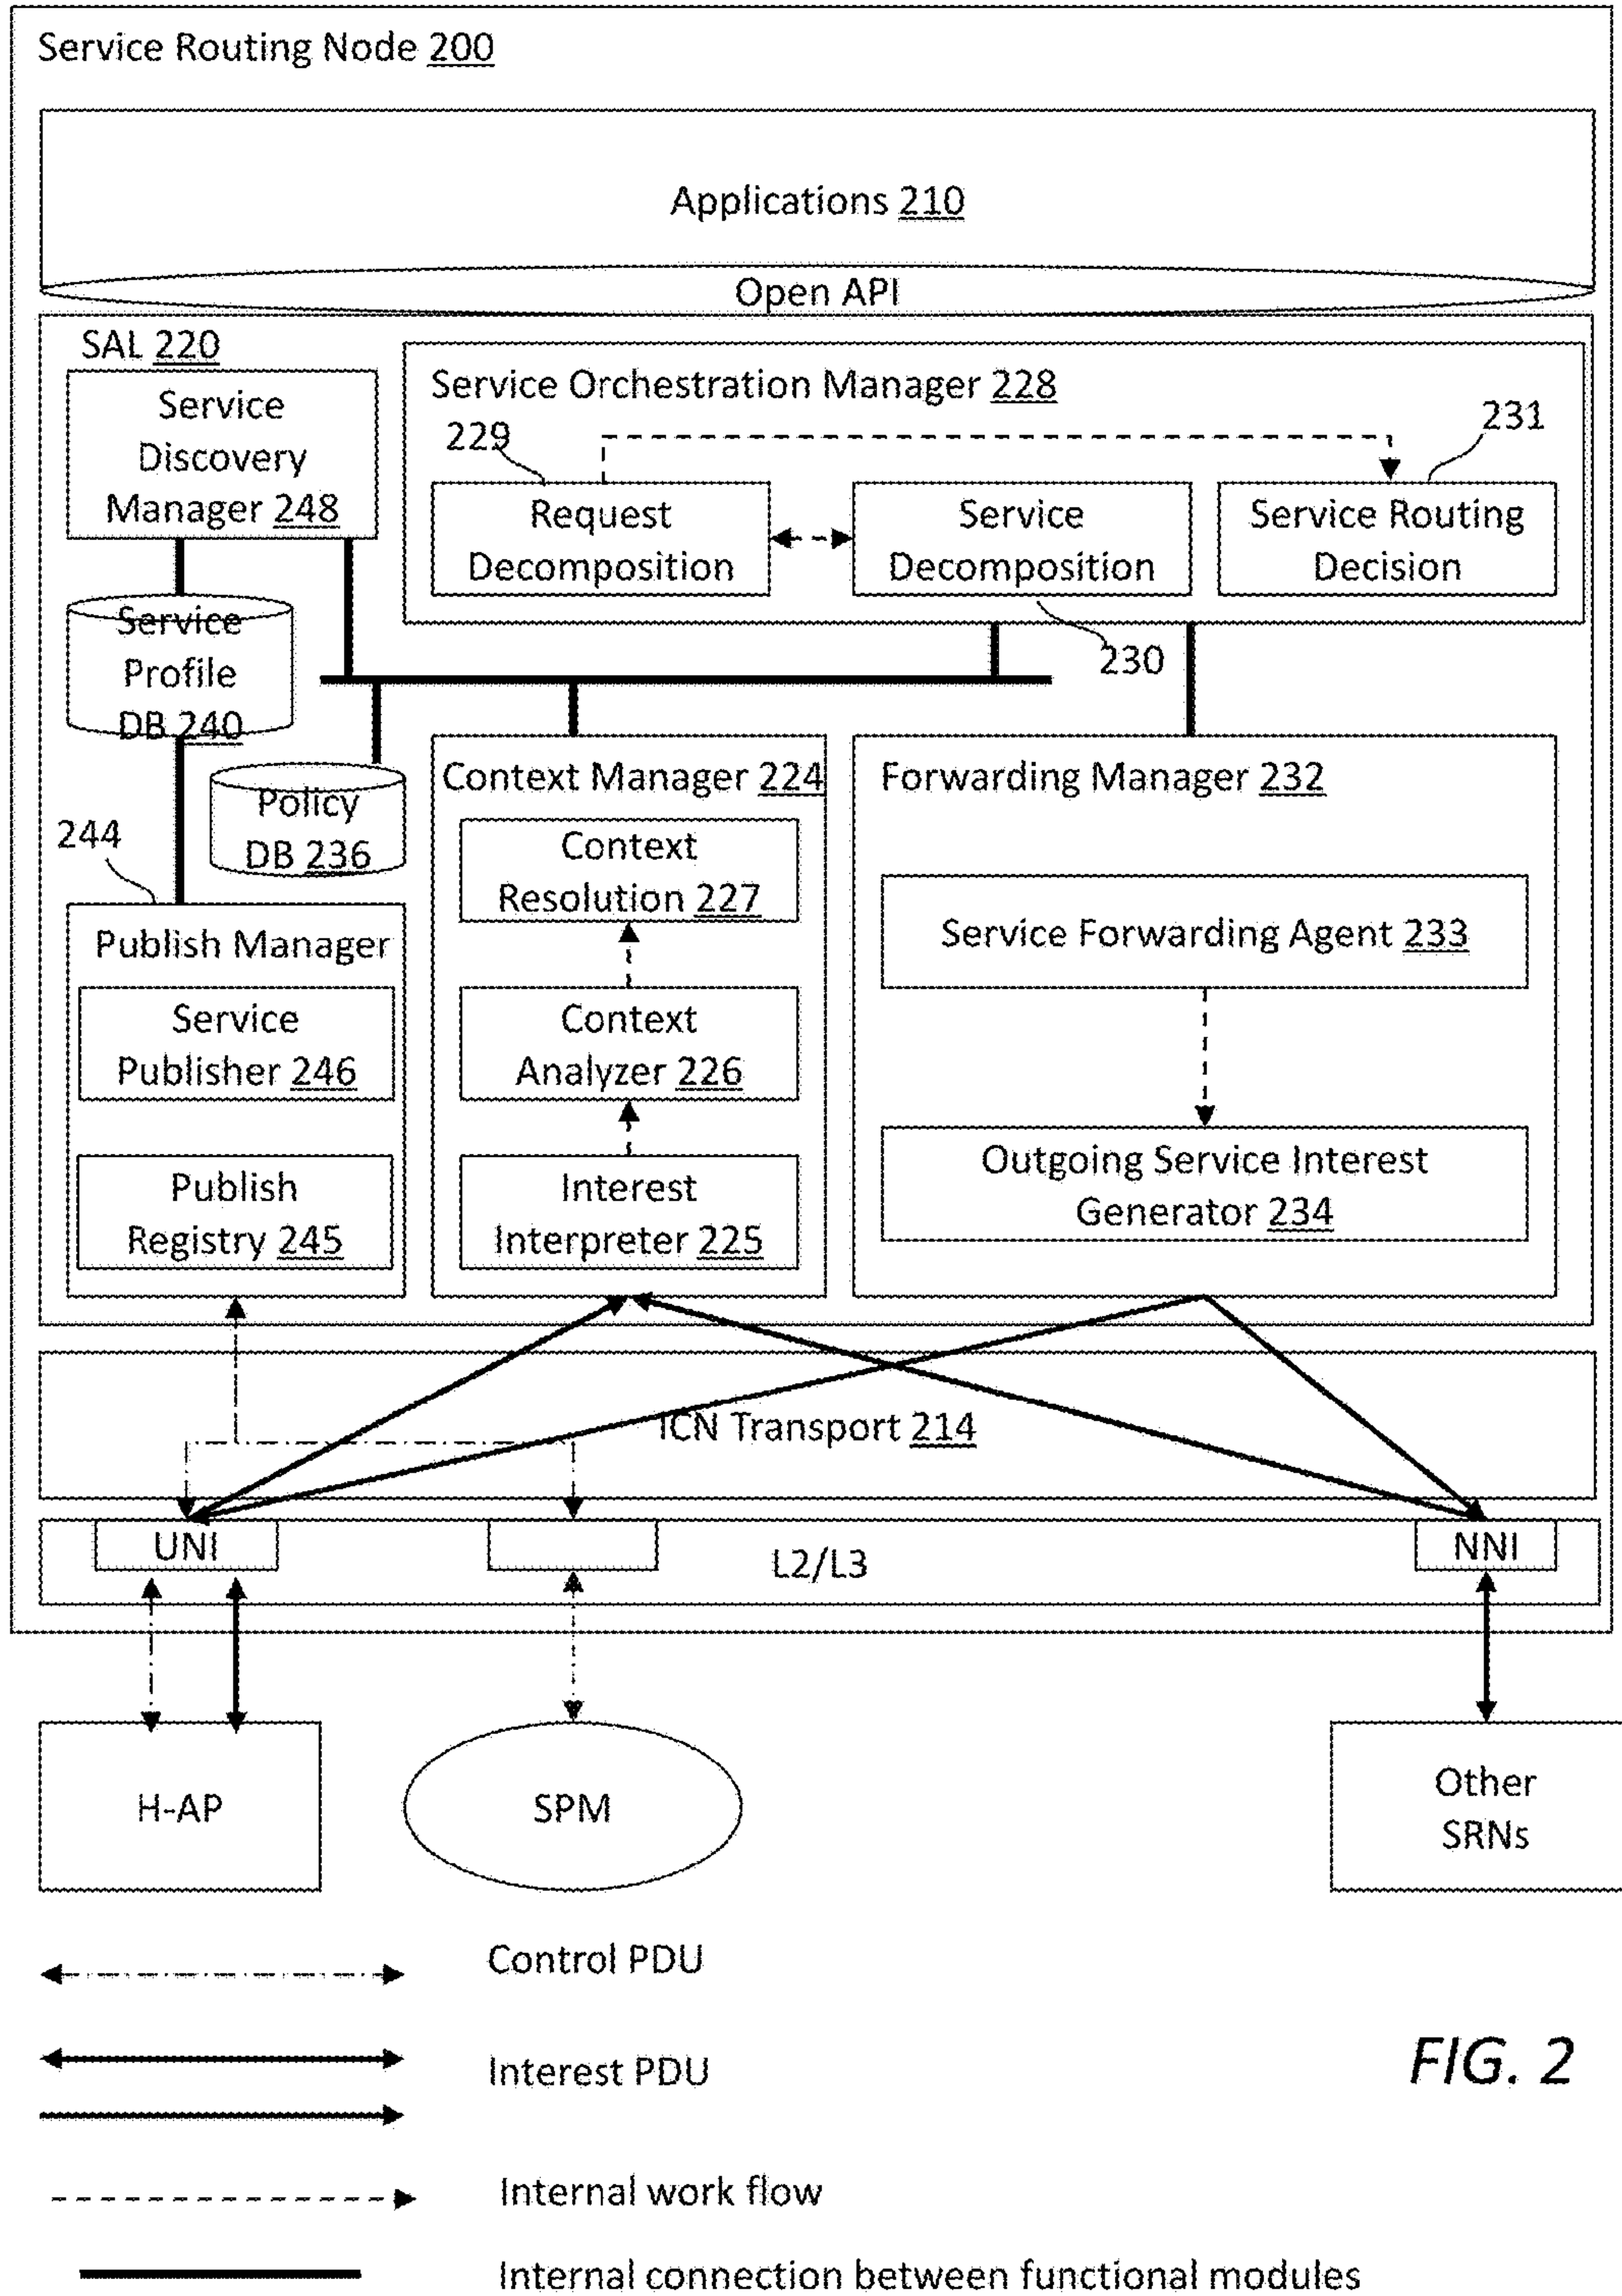 Service Routing Node 200
Applications 210
Open API
SAL 220
Service
Discovery
Manager 248
Service Orchestration Manager 228
229
231
Request
Decomposition
Service
Decomposition
Service Routing
Decision
230
Service
Profile
DB 240
Policy
DB 236
244
Publish Manager
Service
Publisher 246
Publish
Registry 245
Context Manager 224
Context
Resolution 227
Context
Analyzer 226
Interest
Interpreter 225
Forwarding Manager 232
Service Forwarding Agent 233
Outgoing Service Interest
Generator 234
ICN Transport 214
UNI
L2/L3
NNI
H-AP
SPM
Other
SRNs
Control PDU
Interest PDU
Internal work flow
Internal connection between functional modules
FIG. 2